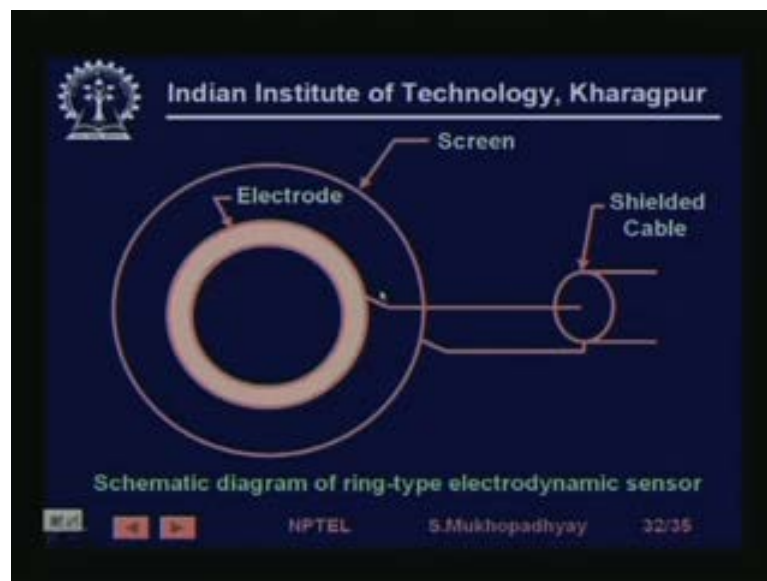 Indian Institute of Technology, Kharagpur
Screen
Electrode
Shielded
Cable
Schematic diagram of ring-type electrodynamic sensor
NPTEL S.Mukhopadhyay 32/35